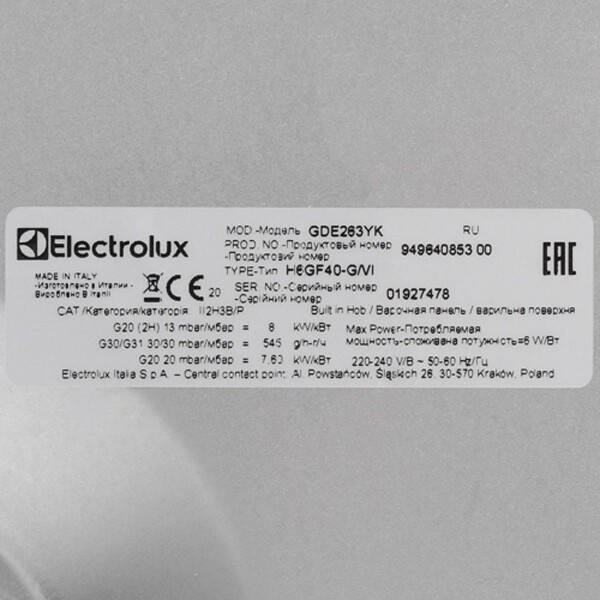 Electrolux
MOD.-Модель GDE263YK RU
PROD. NO.-Продуктовый номер
-Продуктовий номер 949640853 00
TYPE-Тип H6GF40-G/VI
SER. NO.-Серийный номер
-Серійний номер 01927478
EAC
MADE IN ITALY
-Изготовлено в Италии-
Вироблено В Італії
CE 20
CAT./Категория/категорія II2H3B/P Built in Hob / Варочная панель / варильна поверхня
G20 (2H) 13 mbar/мбар = 8 kW/кВт
G30/G31 30/30 mbar/мбар = 545 g/h-г/ч
G20 20 mbar/мбар = 7,60 kW/кВт
Max Power-Потребляемая
мощность-споживана потужність=6 W/Вт
220-240 V/В ~ 50-60 Hz/Гц
Electrolux Italia S.p.A. – Central contact point: Al. Powstańców Śląskich 26, 30-570 Kraków, Poland